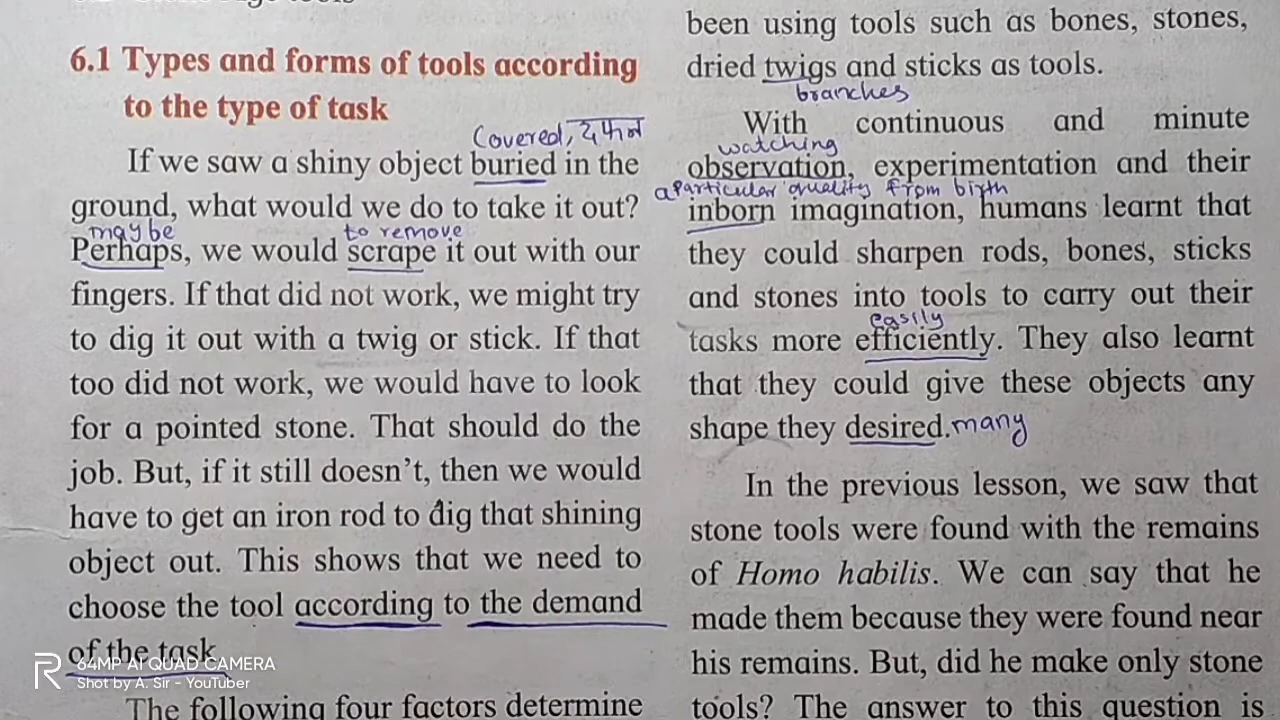 6.1 Types and forms of tools according
to the type of task
Covered, दफन
If we saw a shiny object buried in the
ground, what would we do to take it out?
may be to remove
Perhaps, we would scrape it out with our
fingers. If that did not work, we might try
to dig it out with a twig or stick. If that
too did not work, we would have to look
for a pointed stone. That should do the
job. But, if it still doesn't, then we would
have to get an iron rod to dig that shining
object out. This shows that we need to
choose the tool according to the demand
of the task
The following four factors determine
been using tools such as bones, stones,
dried twigs and sticks as tools.
branches
With continuous and minute
watching
observation, experimentation and their
a particular quality from birth
inborn imagination, humans learnt that
they could sharpen rods, bones, sticks
and stones into tools to carry out their
easily
tasks more efficiently. They also learnt
that they could give these objects any
shape they desired. many
In the previous lesson, we saw that
stone tools were found with the remains
of Homo habilis. We can say that he
made them because they were found near
his remains. But, did he make only stone
tools? The answer to this question is
64MP AI QUAD CAMERA
Shot by A. Sir - YouTuber